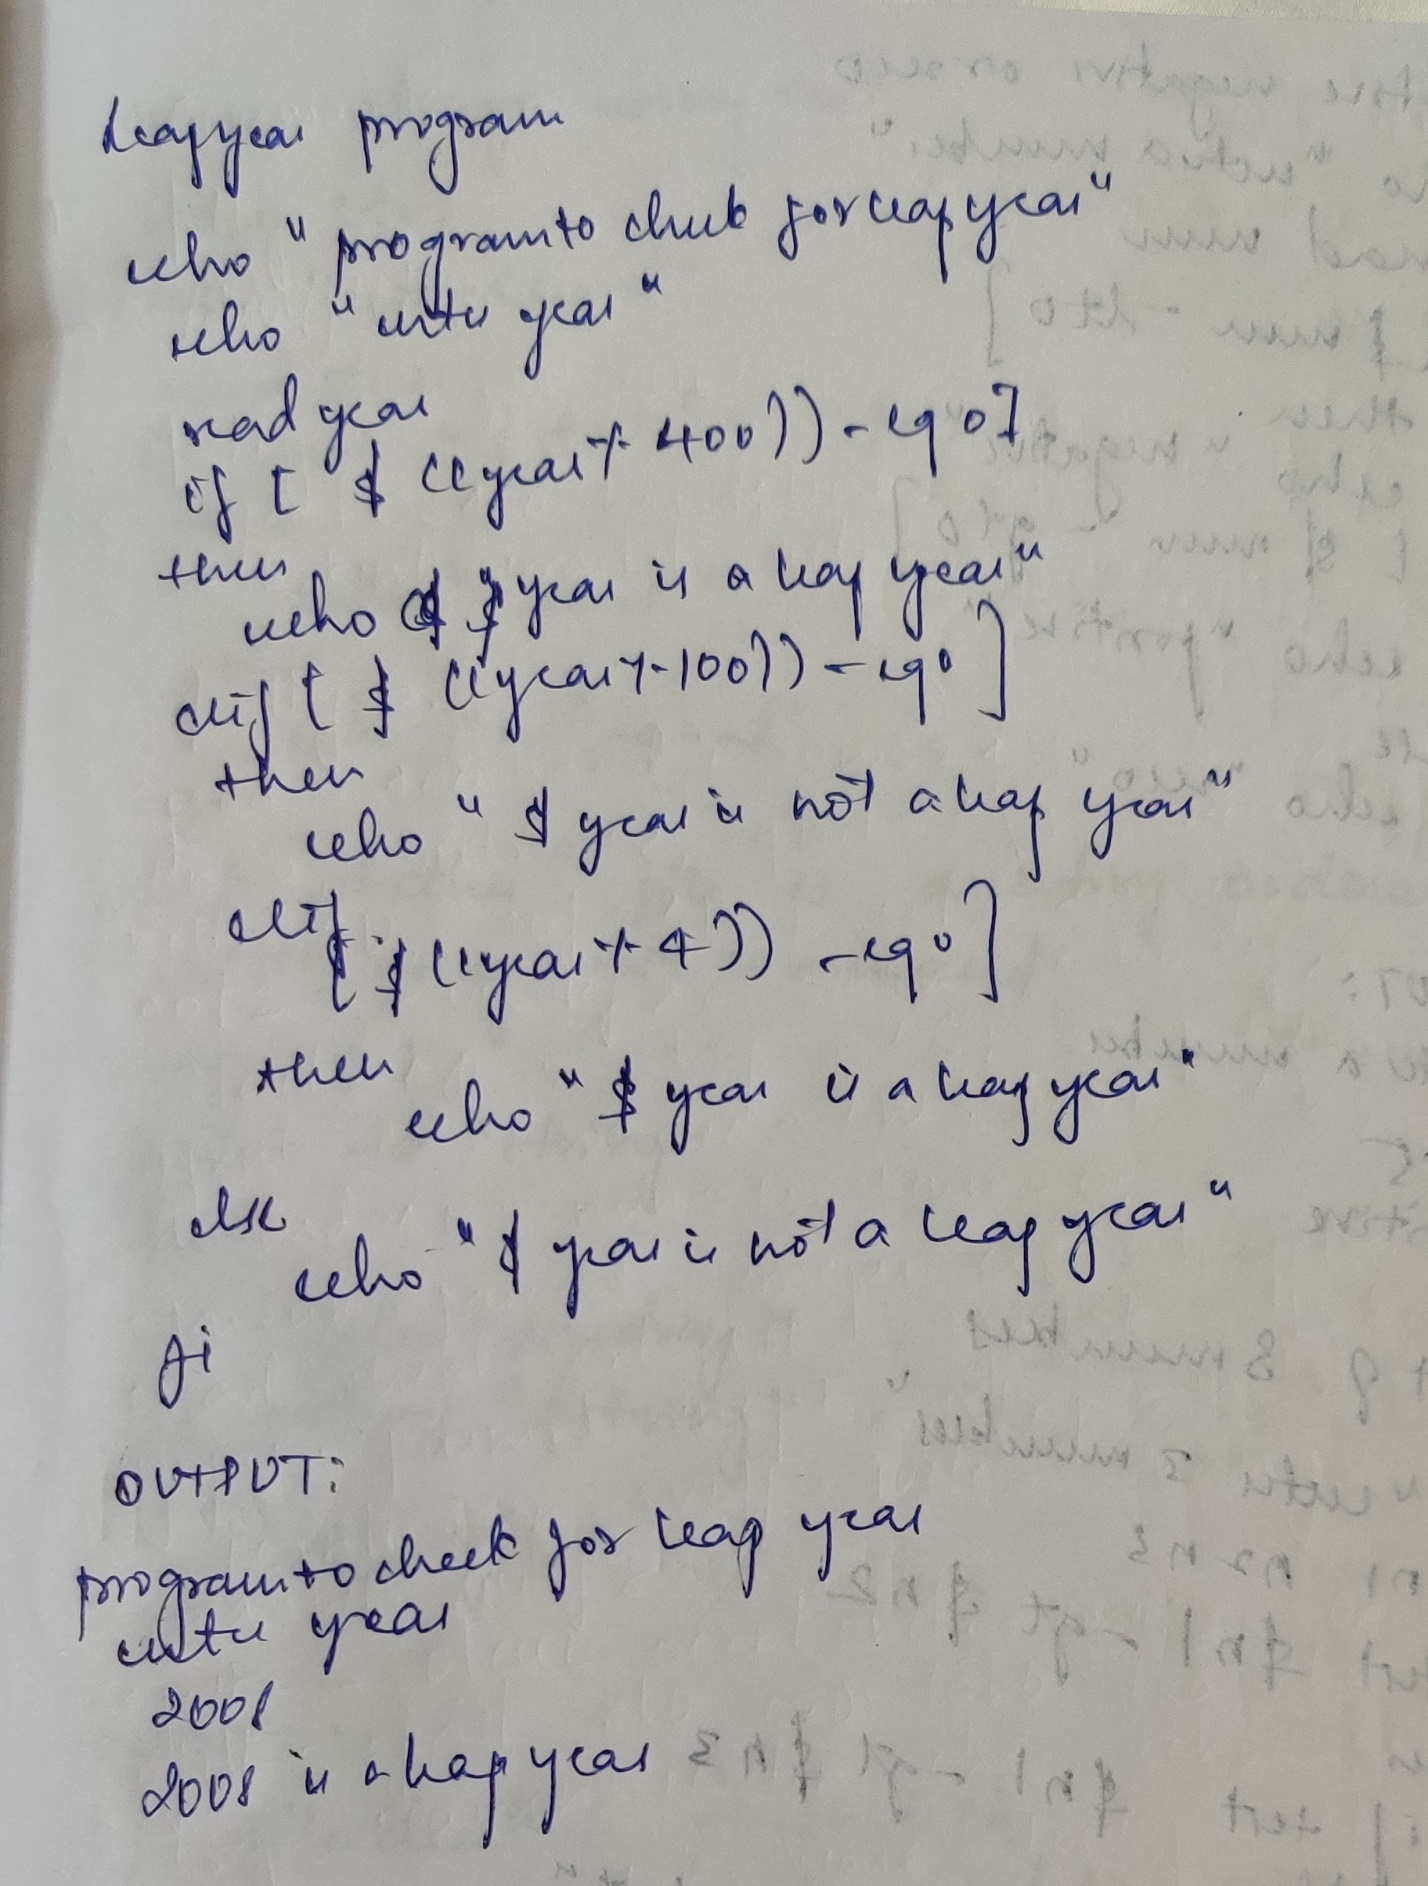 Leapyear program
echo "program to check for leap year"
echo "enter year"
read year
if [ $ ((year % 400)) -eq 0]
then
echo "$ year is a leap year"
elif [ $ ((year % 100)) -eq 0 ]
then
echo "$ year is not a leap year"
elif
[ $ ((year % 4)) -eq 0 ]
then
echo "$ year is a leap year"
else
echo "$ year is not a leap year"
fi
OUTPUT:
program to check for leap year
enter year
2008
2008 is a leap year